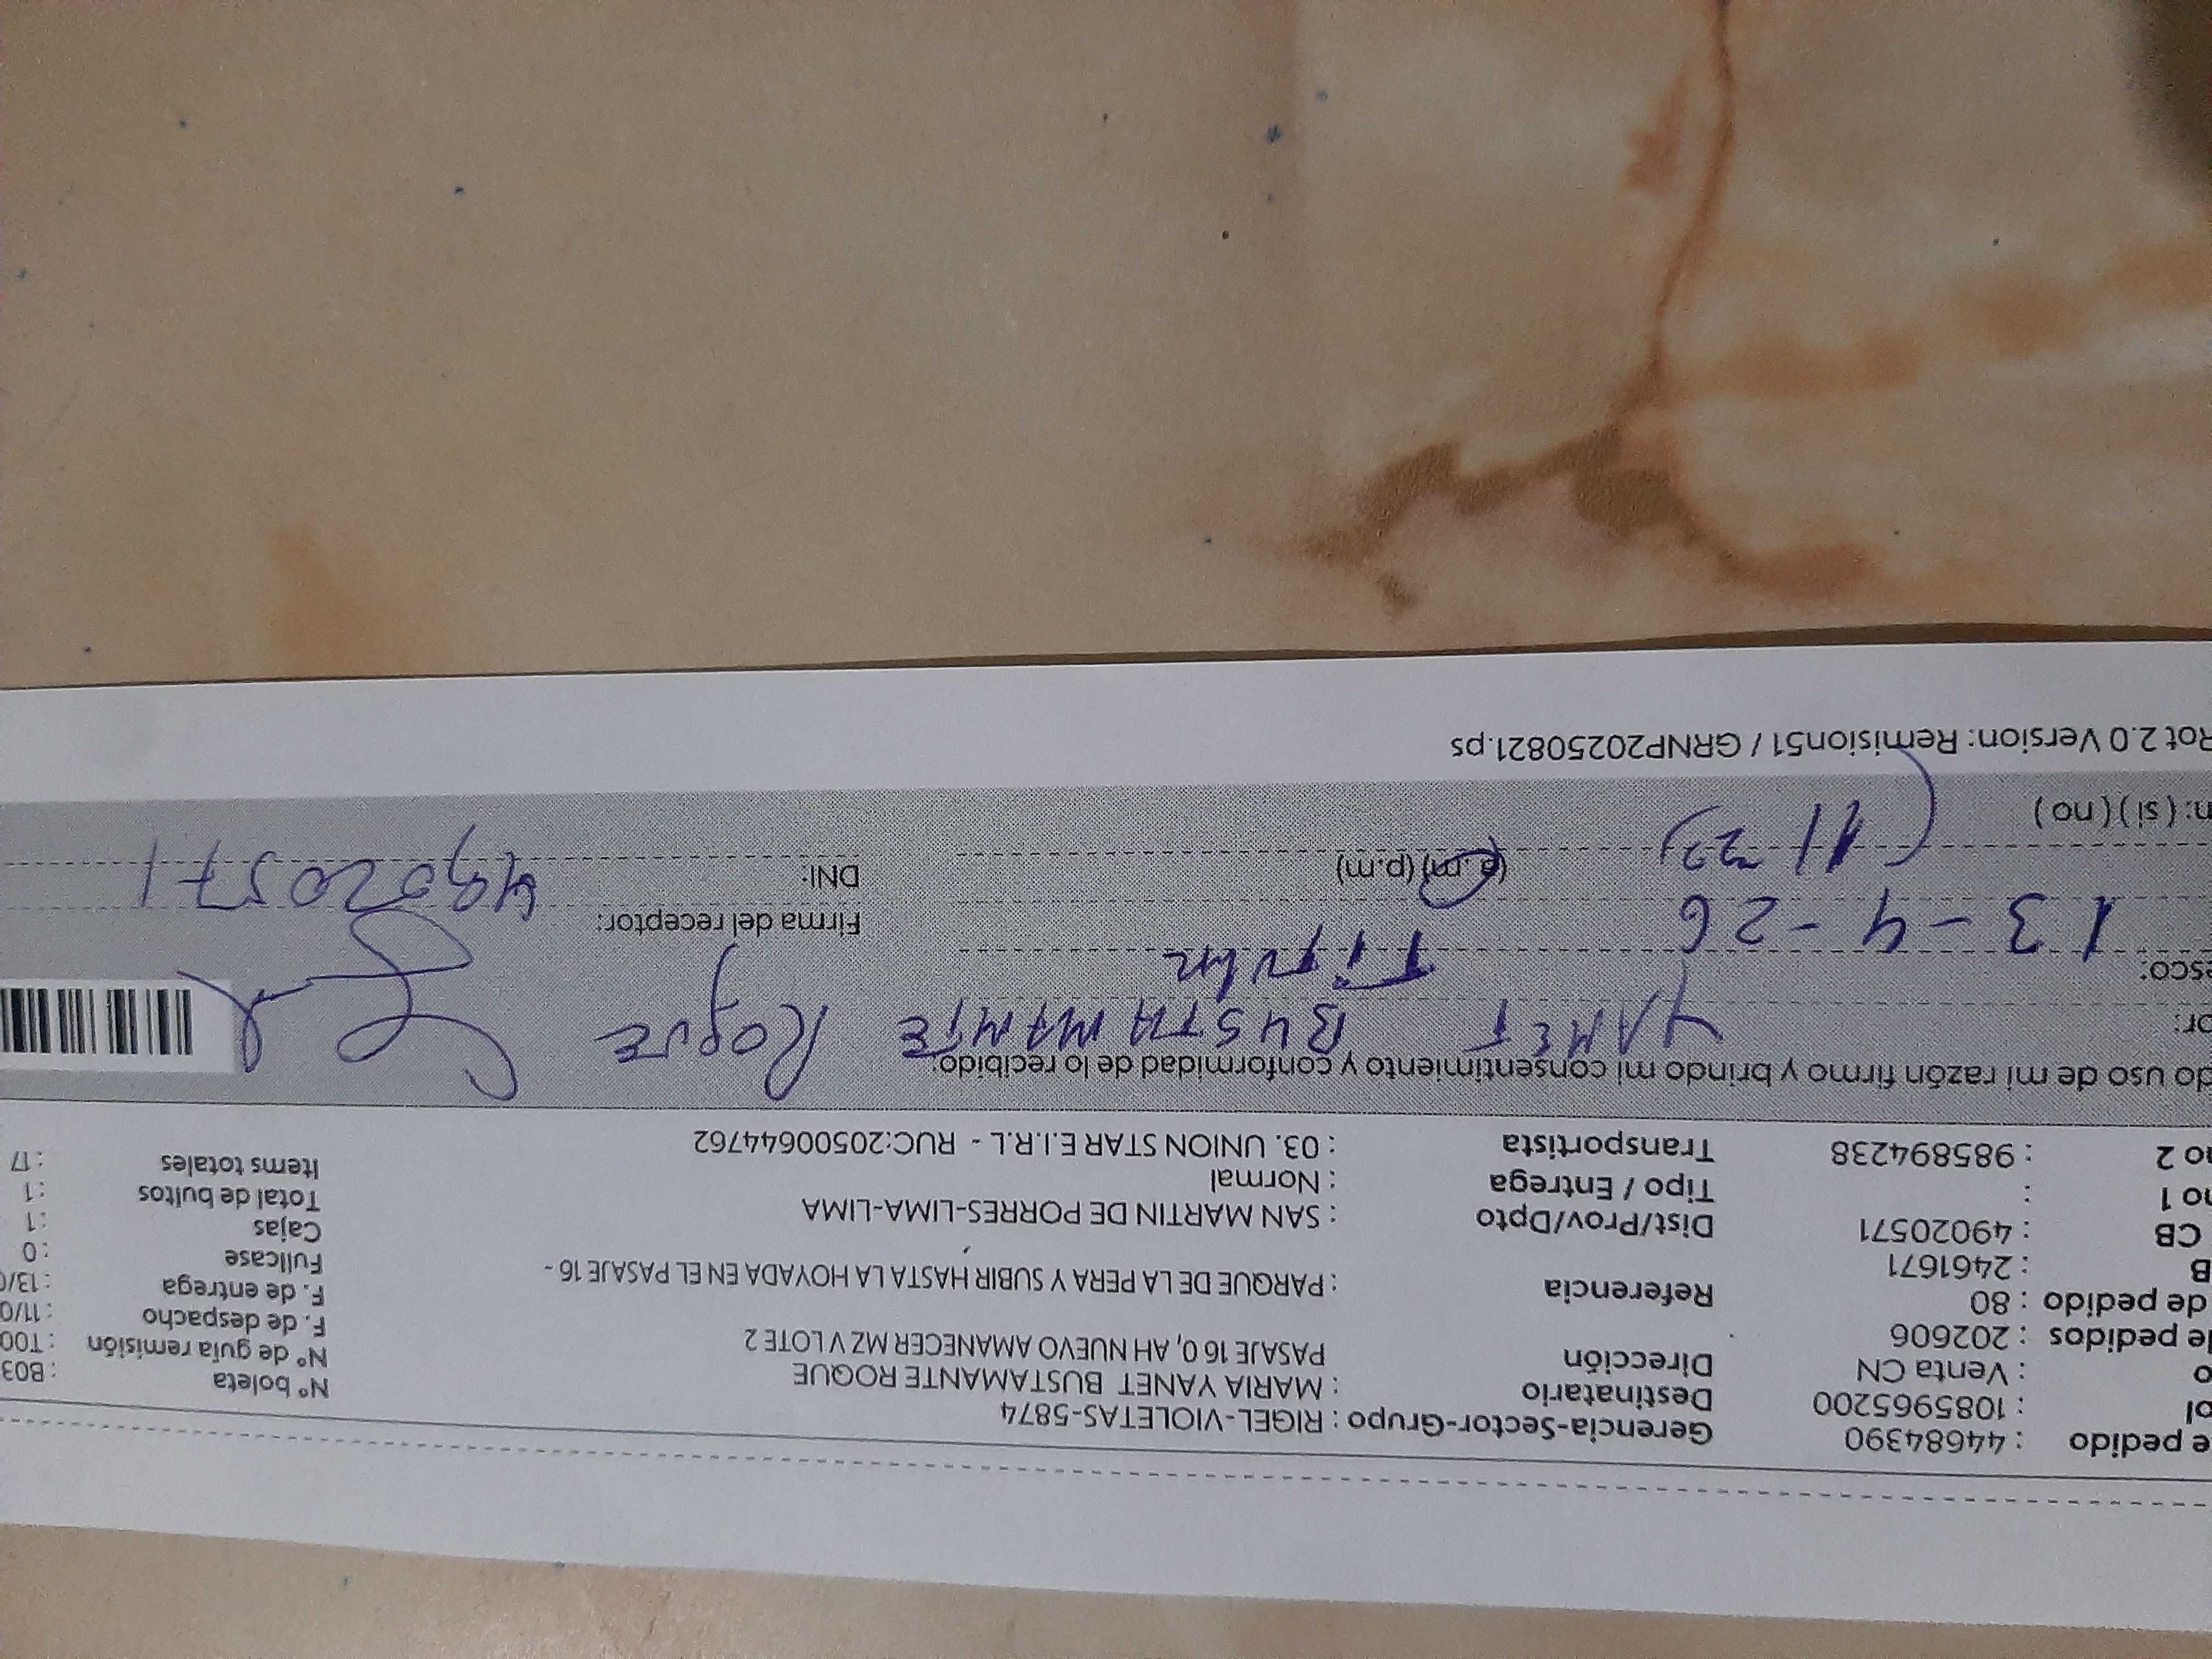 e pedido : 44684390 Gerencia-Sector-Grupo : RIGEL-VIOLETAS-5874 N° boleta : B03
ol : 1085965200 Destinatario : MARIA YANET BUSTAMANTE ROQUE N° de guía remisión : T00
o : Venta CN Dirección PASAJE 16 0, AH NUEVO AMANECER MZ V LOTE 2 F. de despacho : 11/0
de pedidos : 202606 F. de entrega : 13/0
de pedido : 80 Referencia : PARQUE DE LA PERA Y SUBIR HASTA LA HOYADA EN EL PASAJE 16 - Fullcase : 0
B : 2461671 Cajas : 1
CB : 49020571 Dist/Prov/Dpto : SAN MARTIN DE PORRES-LIMA-LIMA Total de bultos : 1
no 1 : Tipo / Entrega : Normal Items totales : 17
no 2 : 985894238 Transportista : 03. UNION STAR E.I.R.L - RUC:20500644762
do uso de mi razón firmo y brindo mi consentimiento y conformidad de lo recibido:
or: YANET BUSTAMANTE ROQUE
esco: Titular
13-4-26 Firma del receptor:
(11 (a.m) (p.m) DNI: 49020571
n: ( si ) ( no )
Rot 2.0 Version: Remision51 / GRNP20250821.ps